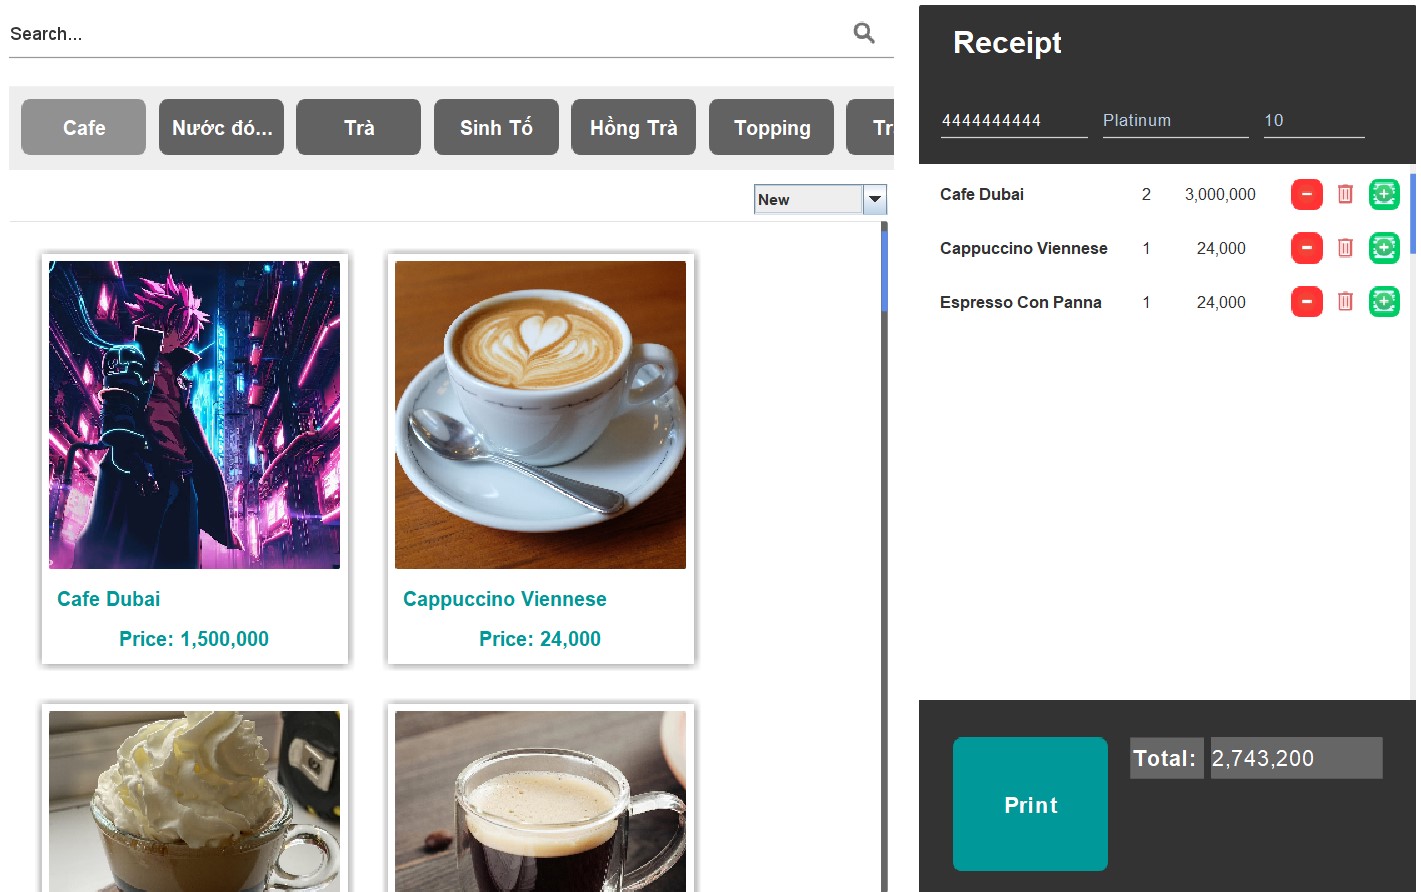 Search...
Cafe
Nước đó...
Trà
Sinh Tố
Hồng Trà
Topping
Tr
New
Cafe Dubai
Price: 1,500,000
Cappuccino Viennese
Price: 24,000
Receipt
4444444444 Platinum 10
Cafe Dubai 2 3,000,000
Cappuccino Viennese 1 24,000
Espresso Con Panna 1 24,000
Print
Total: 2,743,200